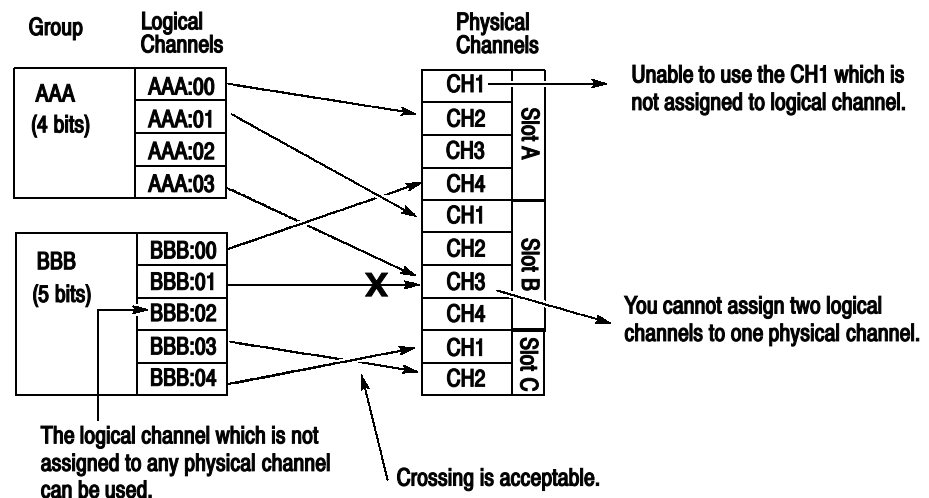 Group
Logical
Channels
Physical
Channels
AAA
(4 bits)
AAA:00
AAA:01
AAA:02
AAA:03
BBB
(5 bits)
BBB:00
BBB:01
BBB:02
BBB:03
BBB:04
CH1
CH2
CH3
CH4
Slot A
CH1
CH2
CH3
CH4
Slot B
CH1
CH2
Slot C
X
Unable to use the CH1 which is
not assigned to logical channel.
You cannot assign two logical
channels to one physical channel.
The logical channel which is not
assigned to any physical channel
can be used.
Crossing is acceptable.